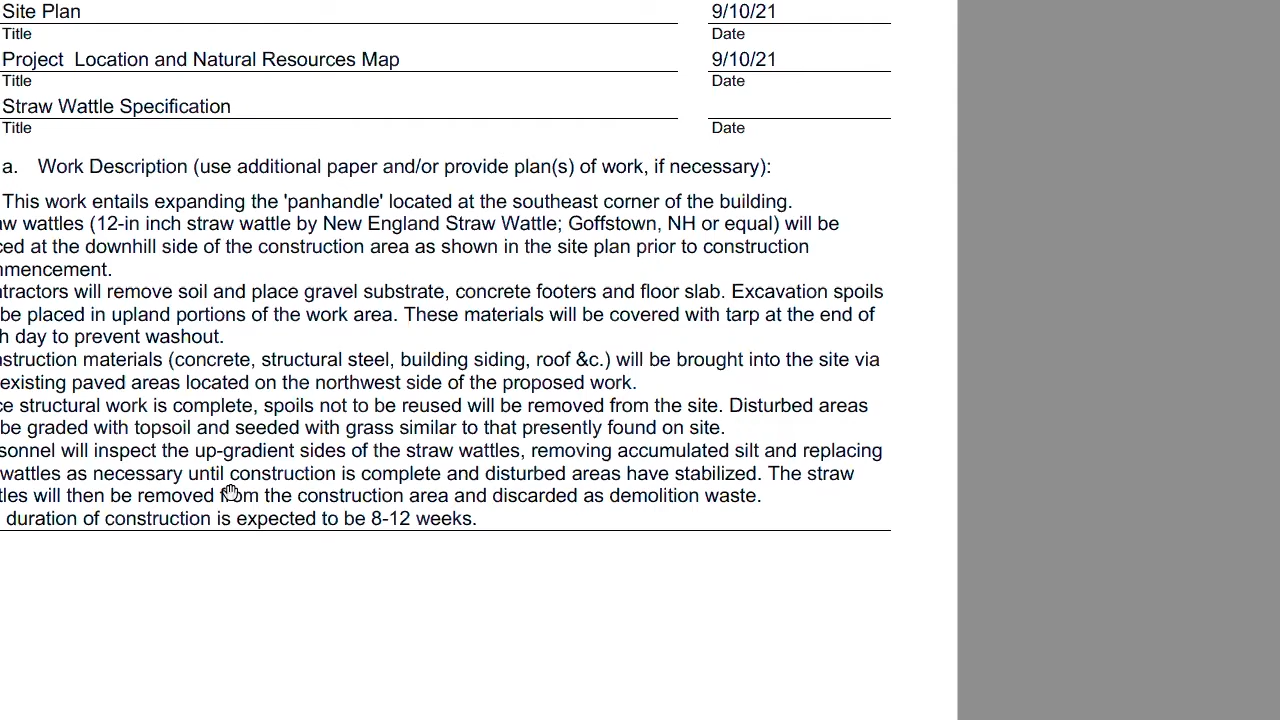 Site Plan 9/10/21
Title Date
Project Location and Natural Resources Map 9/10/21
Title Date
Straw Wattle Specification
Title Date
a. Work Description (use additional paper and/or provide plan(s) of work, if necessary):
This work entails expanding the 'panhandle' located at the southeast corner of the building.
wattles (12-in inch straw wattle by New England Straw Wattle; Goffstown, NH or equal) will be
at the downhill side of the construction area as shown in the site plan prior to construction
mmencement.
ntractors will remove soil and place gravel substrate, concrete footers and floor slab. Excavation spoils
be placed in upland portions of the work area. These materials will be covered with tarp at the end of
h day to prevent washout.
nstruction materials (concrete, structural steel, building siding, roof &c.) will be brought into the site via
existing paved areas located on the northwest side of the proposed work.
ce structural work is complete, spoils not to be reused will be removed from the site. Disturbed areas
be graded with topsoil and seeded with grass similar to that presently found on site.
sonnel will inspect the up-gradient sides of the straw wattles, removing accumulated silt and replacing
wattles as necessary until construction is complete and disturbed areas have stabilized. The straw
tles will then be removed from the construction area and discarded as demolition waste.
duration of construction is expected to be 8-12 weeks.